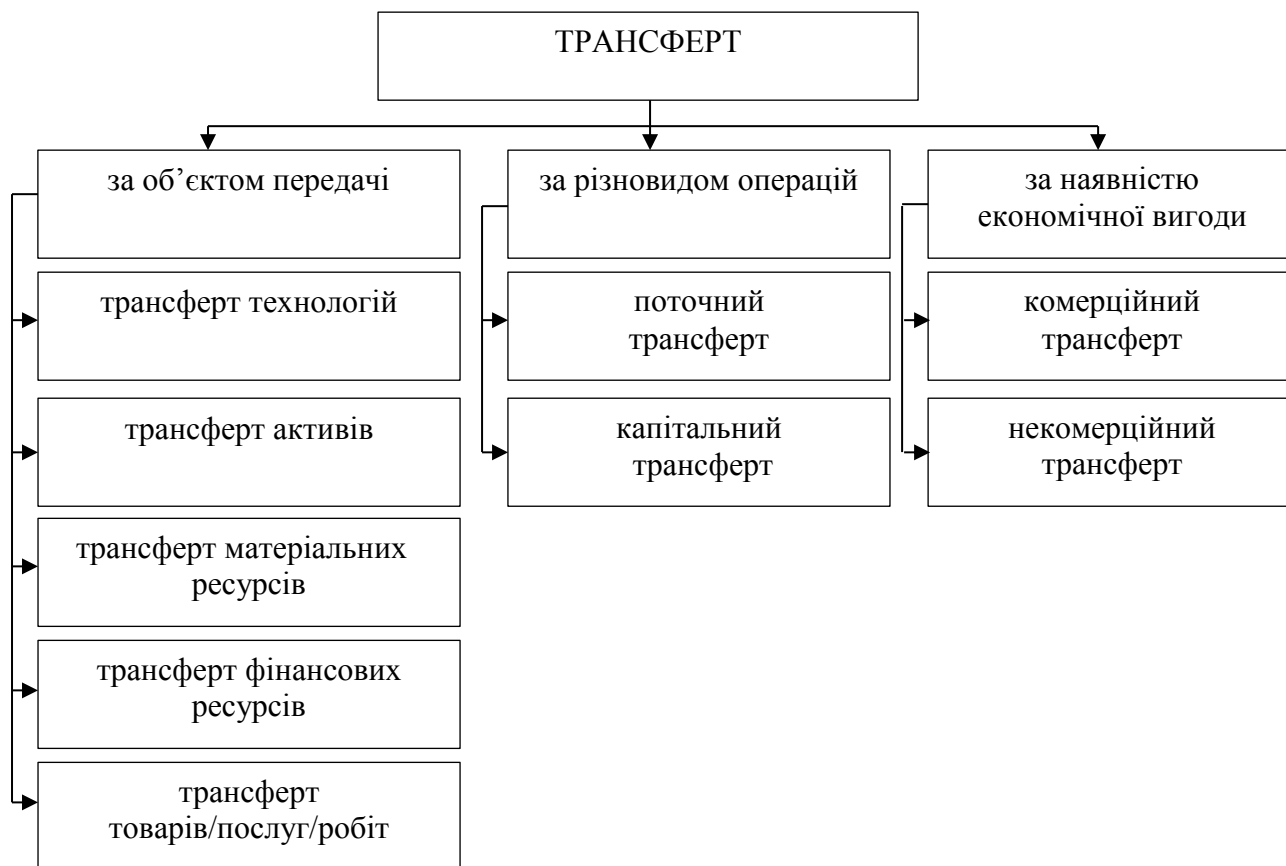 ТРАНСФЕРТ
за об’єктом передачі
за різновидом операцій
за наявністю
економічної вигоди
трансферт технологій
поточний
трансферт
комерційний
трансферт
трансферт активів
капітальний
трансферт
некомерційний
трансферт
трансферт матеріальних
ресурсів
трансферт фінансових
ресурсів
трансферт
товарів/послуг/робіт